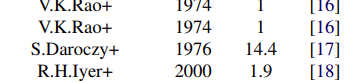 V.K.Rao+ 1974 1 [16]
V.K.Rao+ 1974 1 [16]
S.Daroczy+ 1976 14.4 [17]
R.H.Iyer+ 2000 1.9 [18]